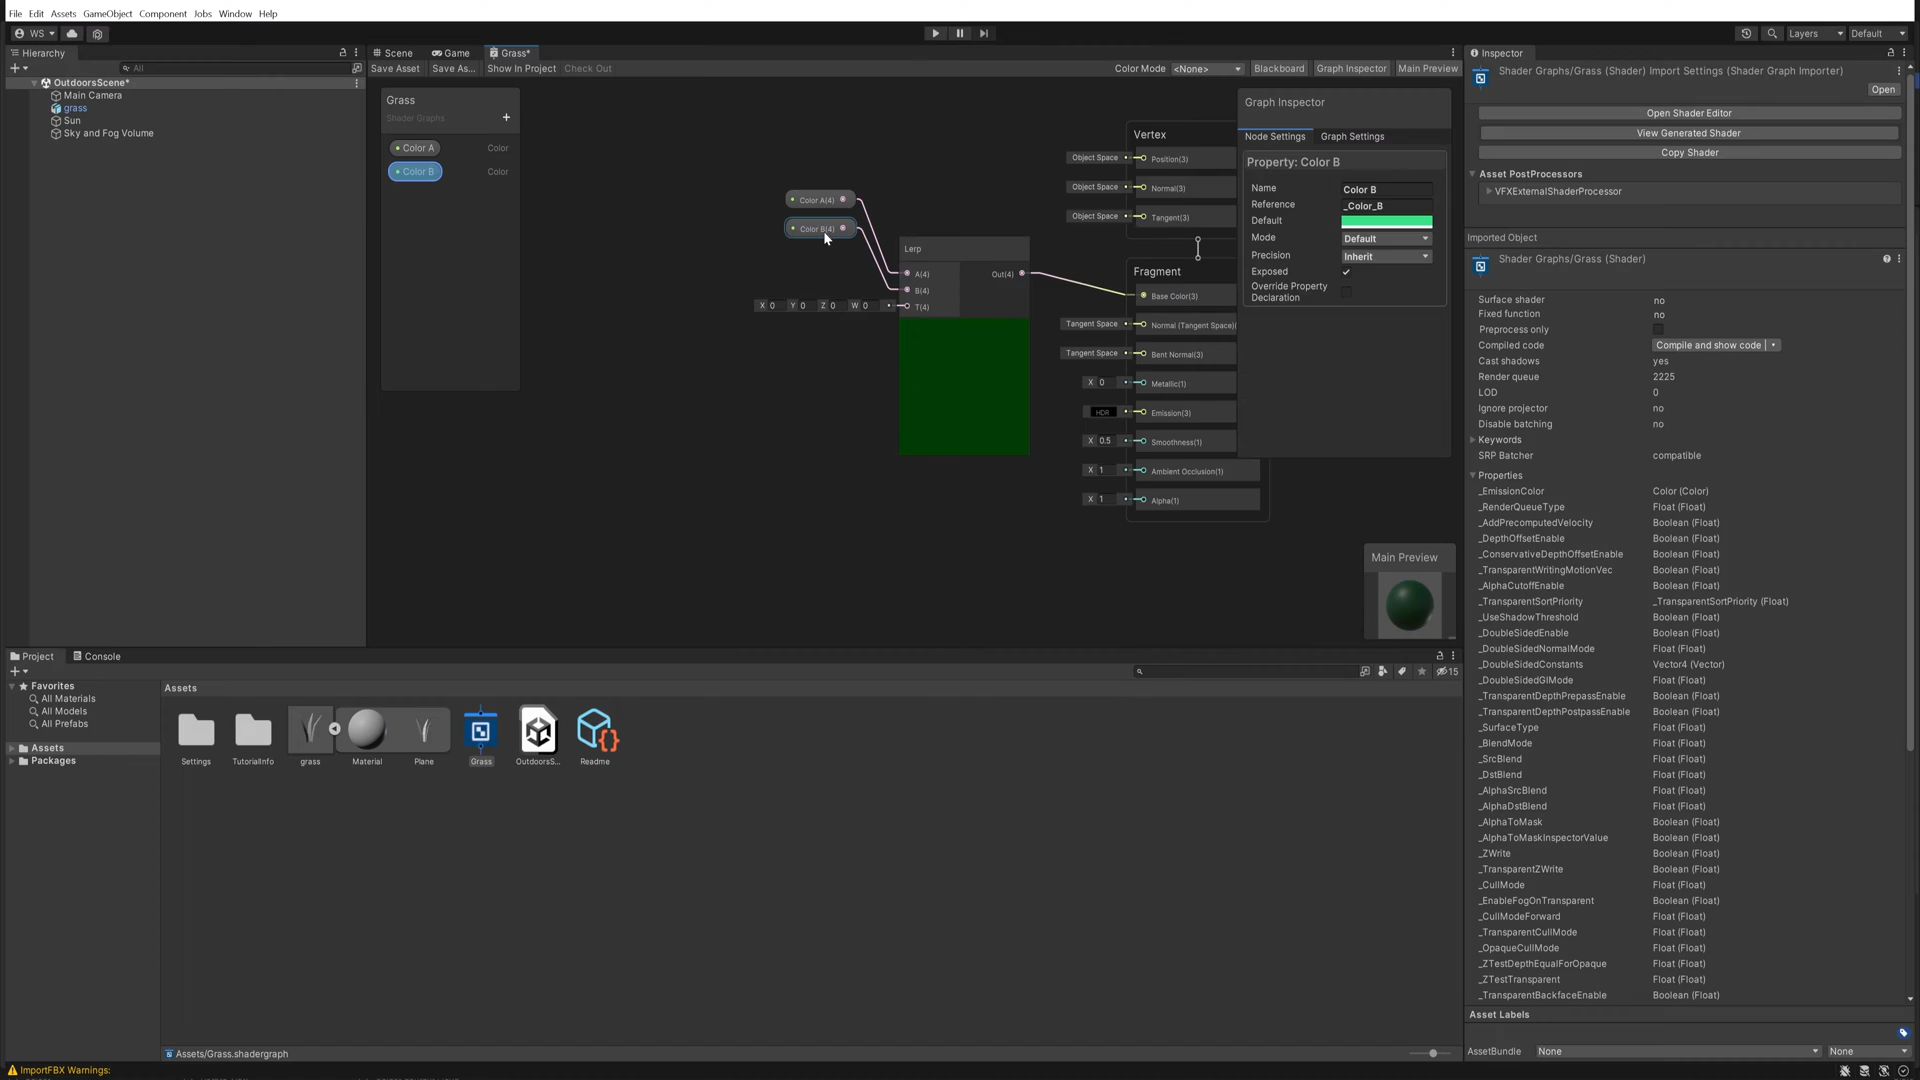 File Edit Assets GameObject Component Jobs Window Help
WS
Layers
Default
Hierarchy
All
OutdoorsScene*
Main Camera
grass
Sun
Sky and Fog Volume
Scene Game Grass*
Save Asset Save As... Show In Project Check Out
Color Mode <None> Blackboard Graph Inspector Main Preview
Grass
Shader Graphs
Color A Color
Color B Color
Color A(4)
Color B(4)
Lerp
A(4) Out(4)
B(4)
X 0 Y 0 Z 0 W 0 T(4)
Vertex
Object Space Position(3)
Object Space Normal(3)
Object Space Tangent(3)
Fragment
Base Color(3)
Tangent Space Normal (Tangent Space)(
Tangent Space Bent Normal(3)
X 0 Metallic(1)
HDR Emission(3)
X 0.5 Smoothness(1)
X 1 Ambient Occlusion(1)
X 1 Alpha(1)
Graph Inspector
Node Settings Graph Settings
Property: Color B
Name Color B
Reference _Color_B
Default
Mode Default
Precision Inherit
Exposed
Override Property
Declaration
Main Preview
Inspector
Shader Graphs/Grass (Shader) Import Settings (Shader Graph Importer)
Open
Open Shader Editor
View Generated Shader
Copy Shader
Asset PostProcessors
VFXExternalShaderProcessor
Imported Object
Shader Graphs/Grass (Shader)
Surface shader no
Fixed function no
Preprocess only
Compiled code Compile and show code
Cast shadows yes
Render queue 2225
LOD 0
Ignore projector no
Disable batching no
Keywords
SRP Batcher compatible
Properties
_EmissionColor Color (Color)
_RenderQueueType Float (Float)
_AddPrecomputedVelocity Boolean (Float)
_DepthOffsetEnable Boolean (Float)
_ConservativeDepthOffsetEnable Boolean (Float)
_TransparentWritingMotionVec Boolean (Float)
_AlphaCutoffEnable Boolean (Float)
_TransparentSortPriority _TransparentSortPriority (Float)
_UseShadowThreshold Boolean (Float)
_DoubleSidedEnable Boolean (Float)
_DoubleSidedNormalMode Float (Float)
_DoubleSidedConstants Vector4 (Vector)
_DoubleSidedGIMode Float (Float)
_TransparentDepthPrepassEnable Boolean (Float)
_TransparentDepthPostpassEnable Boolean (Float)
_SurfaceType Float (Float)
_BlendMode Float (Float)
_SrcBlend Float (Float)
_DstBlend Float (Float)
_AlphaSrcBlend Float (Float)
_AlphaDstBlend Float (Float)
_AlphaToMask Boolean (Float)
_AlphaToMaskInspectorValue Boolean (Float)
_ZWrite Boolean (Float)
_TransparentZWrite Boolean (Float)
_CullMode Float (Float)
_EnableFogOnTransparent Boolean (Float)
_CullModeForward Float (Float)
_TransparentCullMode Float (Float)
_OpaqueCullMode Float (Float)
_ZTestDepthEqualForOpaque Float (Float)
_ZTestTransparent Float (Float)
_TransparentBackfaceEnable Boolean (Float)
Asset Labels
AssetBundle None None
Project Console
15
Favorites
All Materials
All Models
All Prefabs
Assets
Packages
Assets
Settings TutorialInfo grass Material Plane Grass OutdoorsS... Readme
Assets/Grass.shadergraph
ImportFBX Warnings: